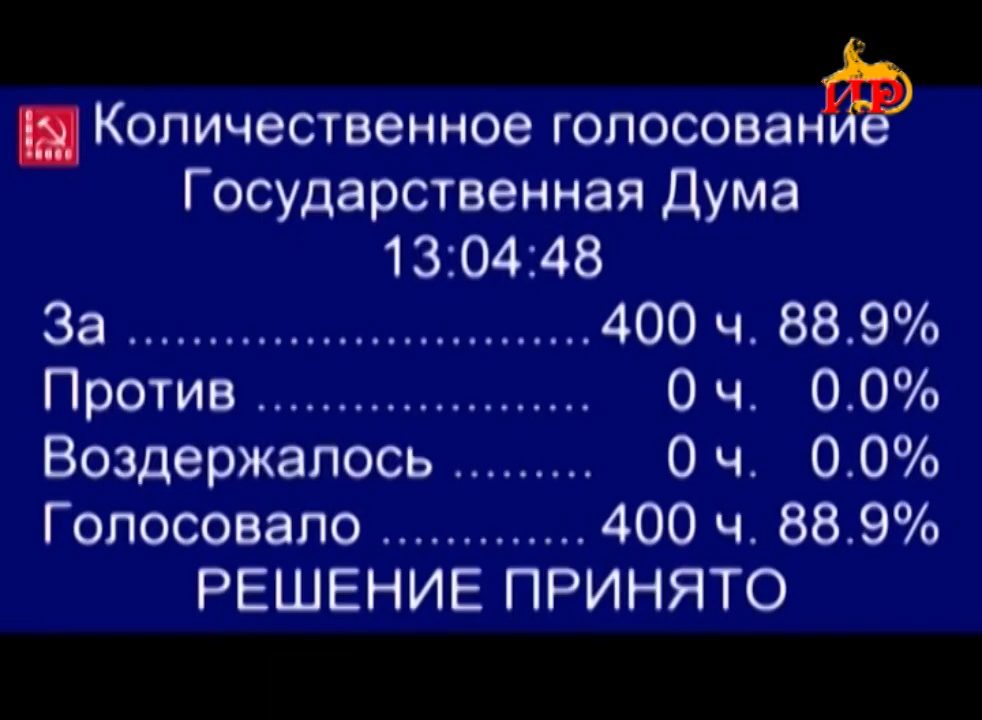 ИР
Количественное голосование
Государственная Дума
13:04:48
За ............................. 400 ч. 88.9%
Против ..................... 0 ч. 0.0%
Воздержалось ......... 0 ч. 0.0%
Голосовало ............. 400 ч. 88.9%
РЕШЕНИЕ ПРИНЯТО